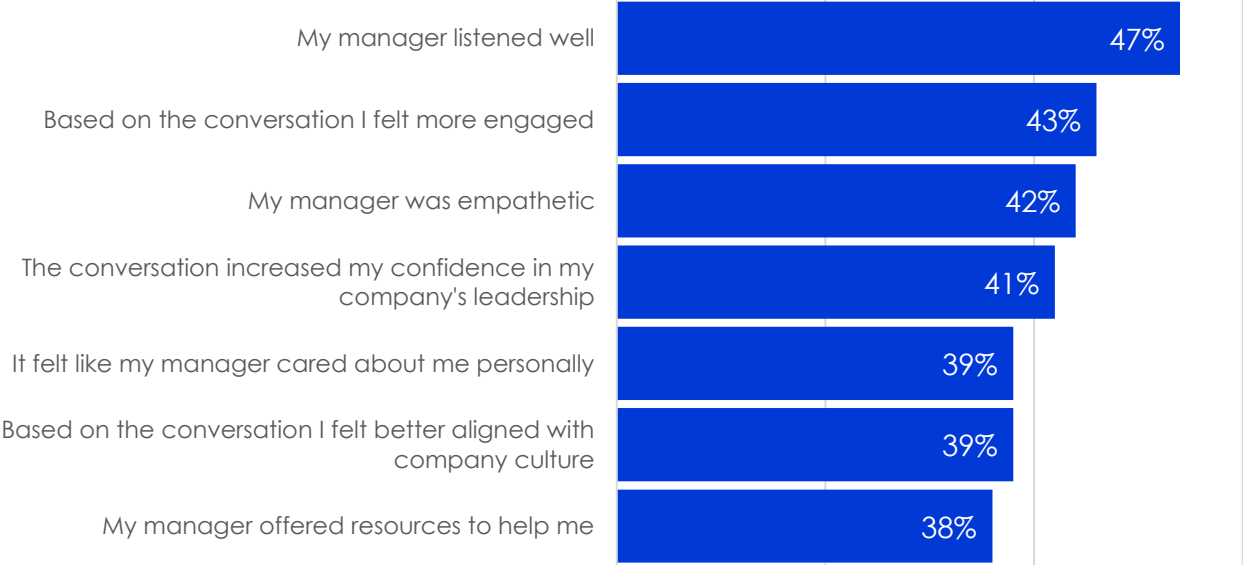 My manager listened well
47%
Based on the conversation I felt more engaged
43%
My manager was empathetic
42%
The conversation increased my confidence in my
company's leadership
41%
It felt like my manager cared about me personally
39%
Based on the conversation I felt better aligned with
company culture
39%
My manager offered resources to help me
38%